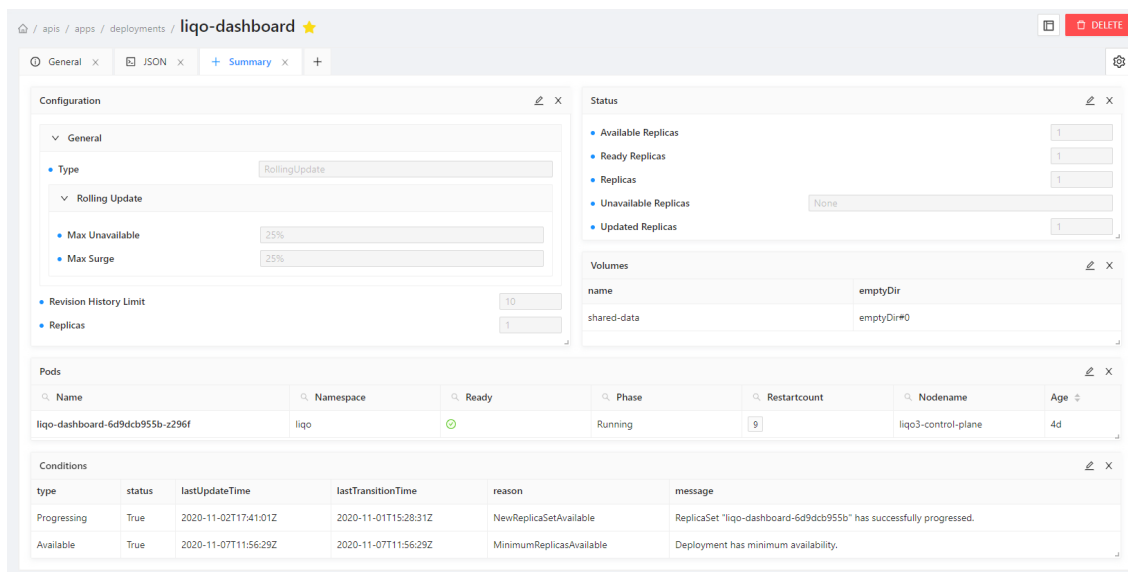 / apis / apps / deployments / liqo-dashboard
DELETE
General
JSON
Summary
Configuration
General
Type
RollingUpdate
Rolling Update
Max Unavailable
25%
Max Surge
25%
Revision History Limit
10
Replicas
1
Status
Available Replicas
1
Ready Replicas
1
Replicas
1
Unavailable Replicas
None
Updated Replicas
1
Volumes
name emptyDir
shared-data emptyDir#0
Pods
Name Namespace Ready Phase Restartcount Nodename Age
liqo-dashboard-6d9dcb955b-z296f liqo Running 9 liqo3-control-plane 4d
Conditions
type status lastUpdateTime lastTransitionTime reason message
Progressing True 2020-11-02T17:41:01Z 2020-11-01T15:28:31Z NewReplicaSetAvailable ReplicaSet "liqo-dashboard-6d9dcb955b" has successfully progressed.
Available True 2020-11-07T11:56:29Z 2020-11-07T11:56:29Z MinimumReplicasAvailable Deployment has minimum availability.